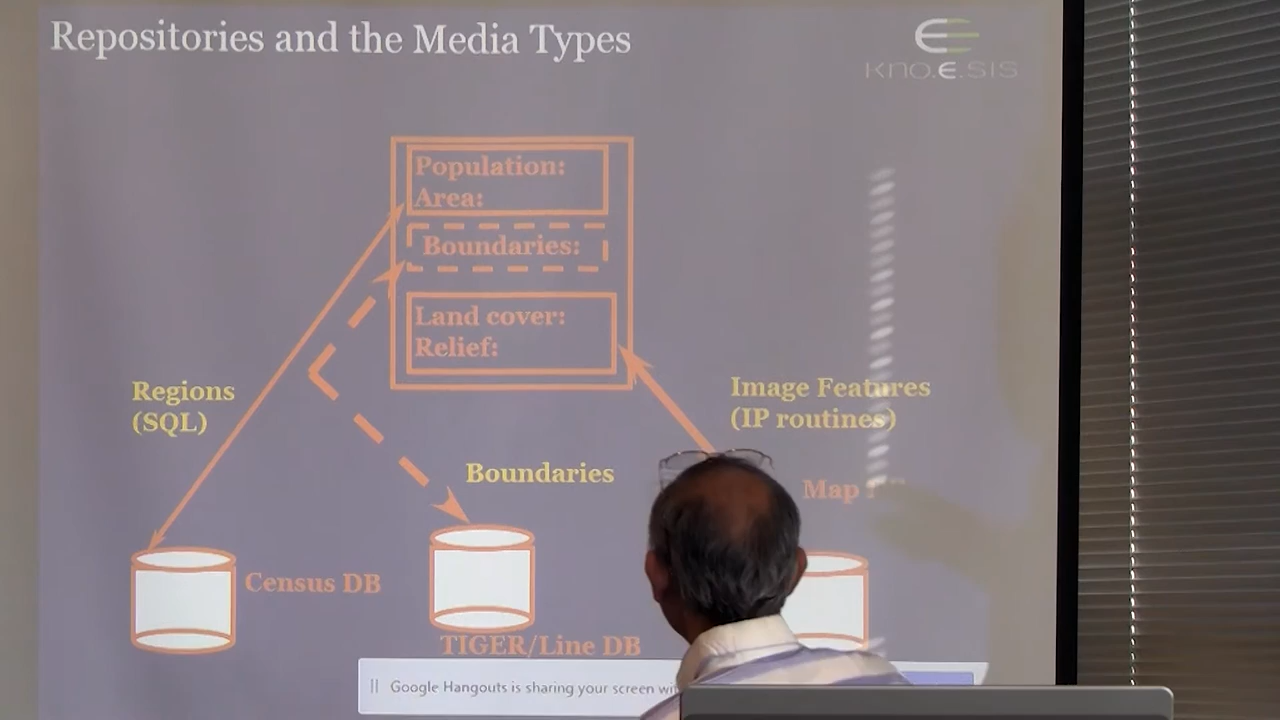 Repositories and the Media Types
kno.e.sis
Population:
Area:
Boundaries:
Land cover:
Relief:
Regions
(SQL)
Image Features
(IP routines)
Boundaries
Map
Census DB
TIGER/Line DB
Google Hangouts is sharing your screen